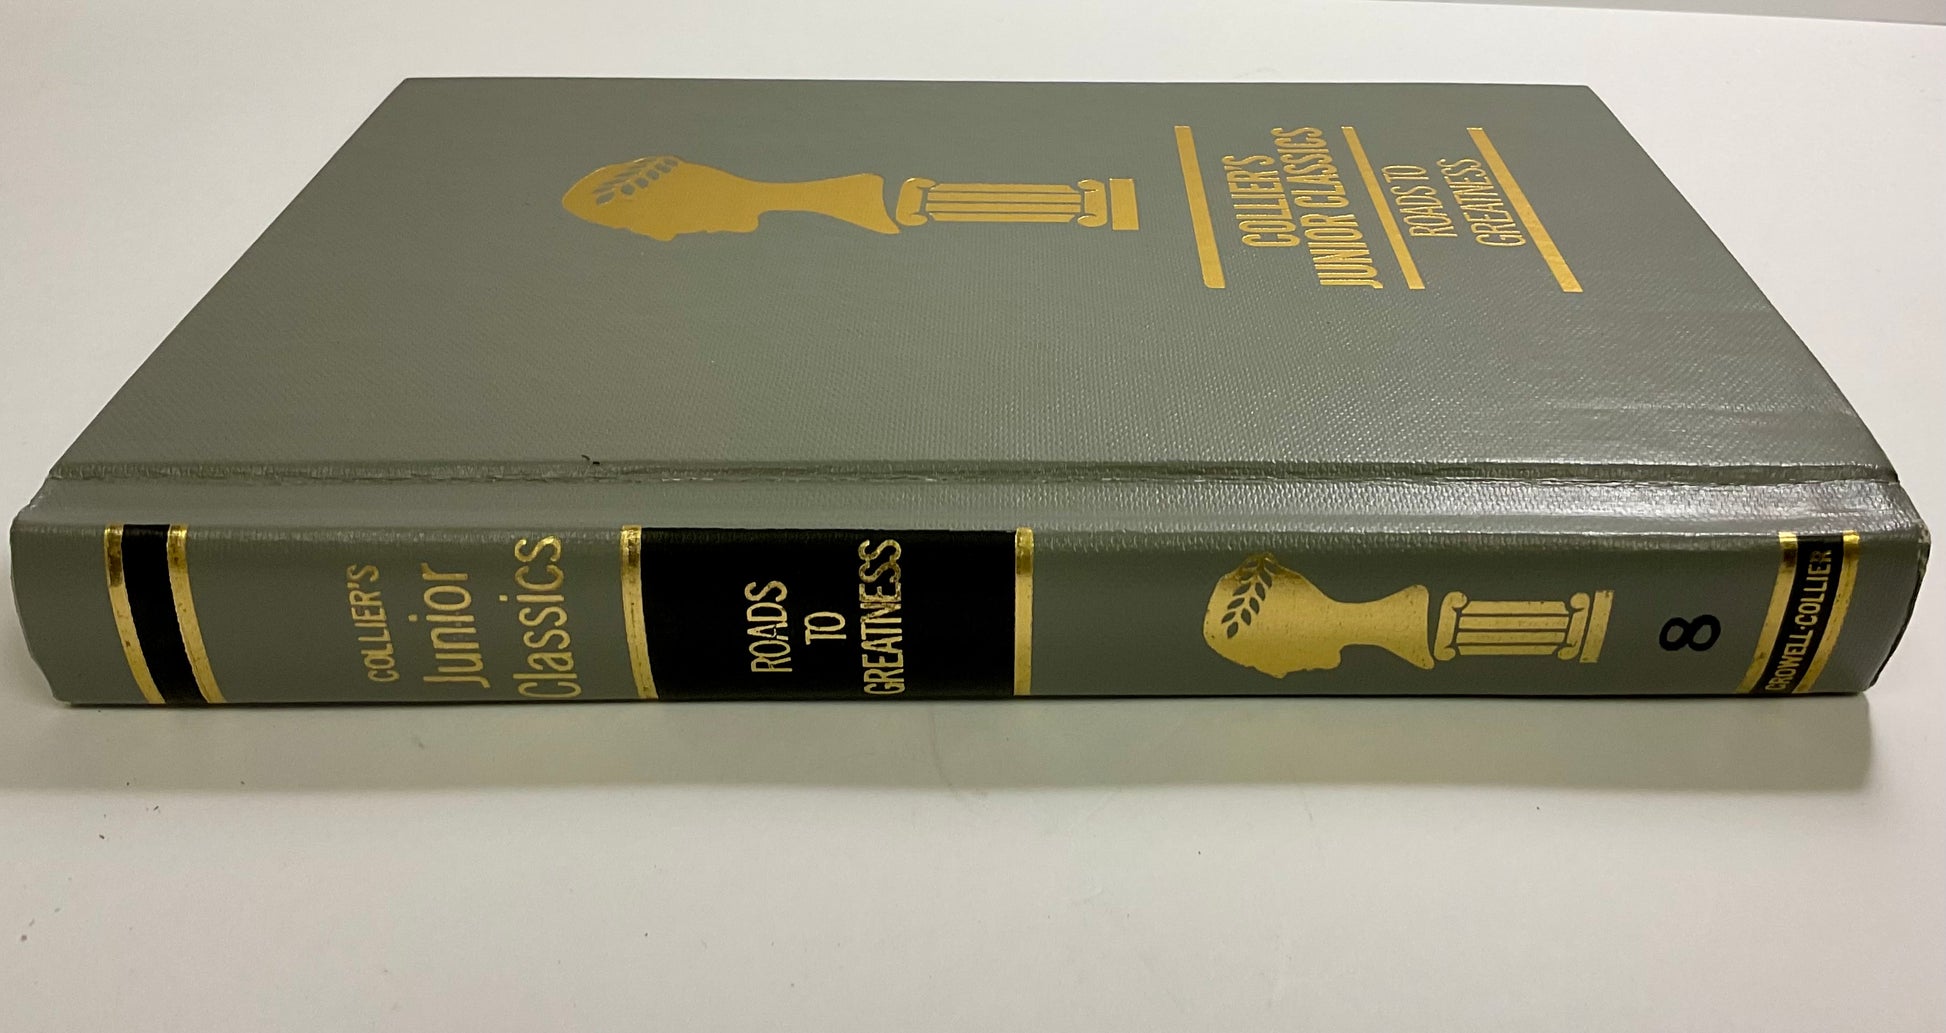 COLLIER'S
JUNIOR CLASSICS
ROADS TO
GREATNESS
COLLIER'S
Junior
Classics
ROADS
TO
GREATNESS
8
CROWELL-COLLIER